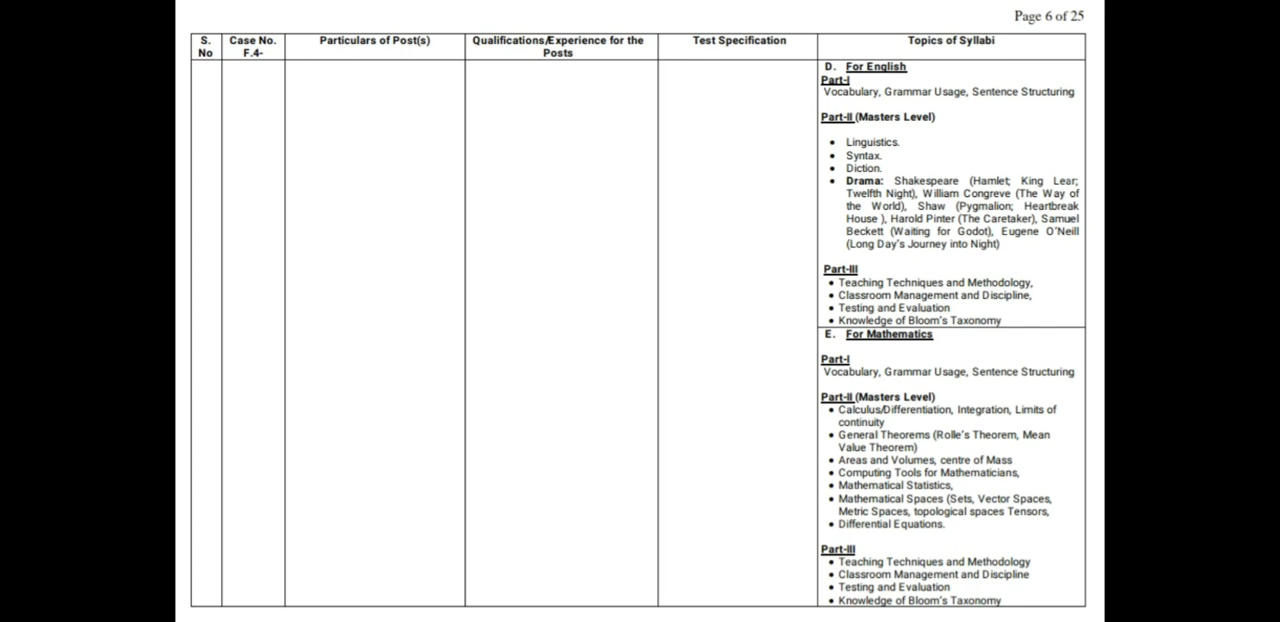 Page 6 of 25
S. No
Case No. F.4-
Particulars of Post(s)
Qualifications/Experience for the Posts
Test Specification
Topics of Syllabi
D. For English
Part-I
Vocabulary, Grammar Usage, Sentence Structuring
Part-II (Masters Level)
• Linguistics.
• Syntax.
• Diction.
• Drama: Shakespeare (Hamlet; King Lear;
Twelfth Night), William Congreve (The Way of
the World), Shaw (Pygmalion; Heartbreak
House ), Harold Pinter (The Caretaker), Samuel
Beckett (Waiting for Godot), Eugene O'Neill
(Long Day's Journey into Night)
Part-III
• Teaching Techniques and Methodology,
• Classroom Management and Discipline,
• Testing and Evaluation
• Knowledge of Bloom's Taxonomy
E. For Mathematics
Part-I
Vocabulary, Grammar Usage, Sentence Structuring
Part-II (Masters Level)
• Calculus/Differentiation, Integration, Limits of
continuity
• General Theorems (Rolle's Theorem, Mean
Value Theorem)
• Areas and Volumes, centre of Mass
• Computing Tools for Mathematicians,
• Mathematical Statistics,
• Mathematical Spaces (Sets, Vector Spaces,
Metric Spaces, topological spaces Tensors,
• Differential Equations.
Part-III
• Teaching Techniques and Methodology
• Classroom Management and Discipline
• Testing and Evaluation
• Knowledge of Bloom's Taxonomy